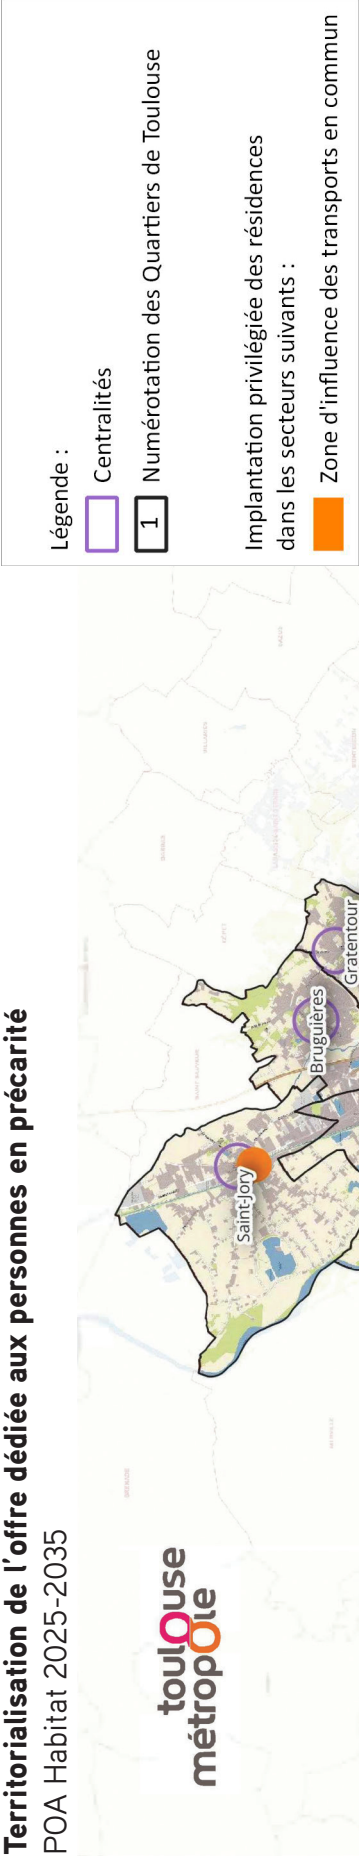 Territorialisation de l'offre dédiée aux personnes en précarité
POA Habitat 2025-2035
toulouse
métropole
Saint-Jory
Bruguières
Gratentour
Légende :
Centralités
1 Numérotation des Quartiers de Toulouse
Implantation privilégiée des résidences
dans les secteurs suivants :
Zone d'influence des transports en commun